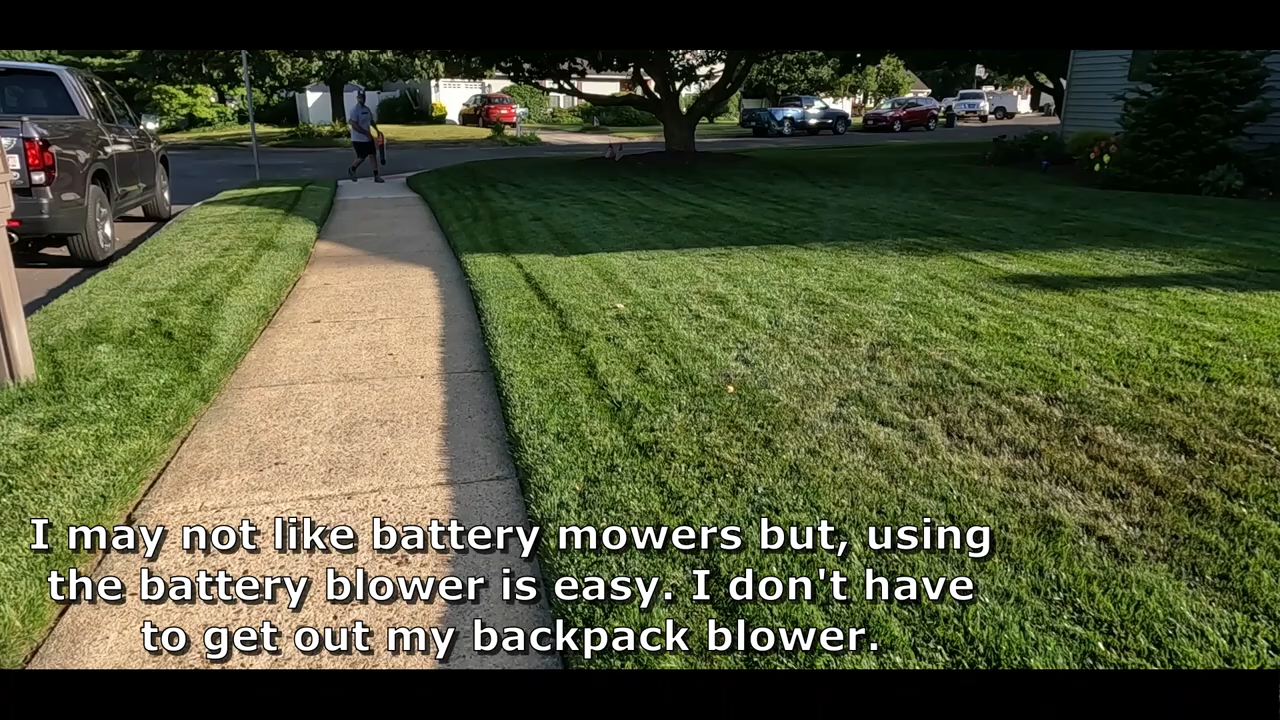 I may not like battery mowers but, using
the battery blower is easy. I don't have
to get out my backpack blower.